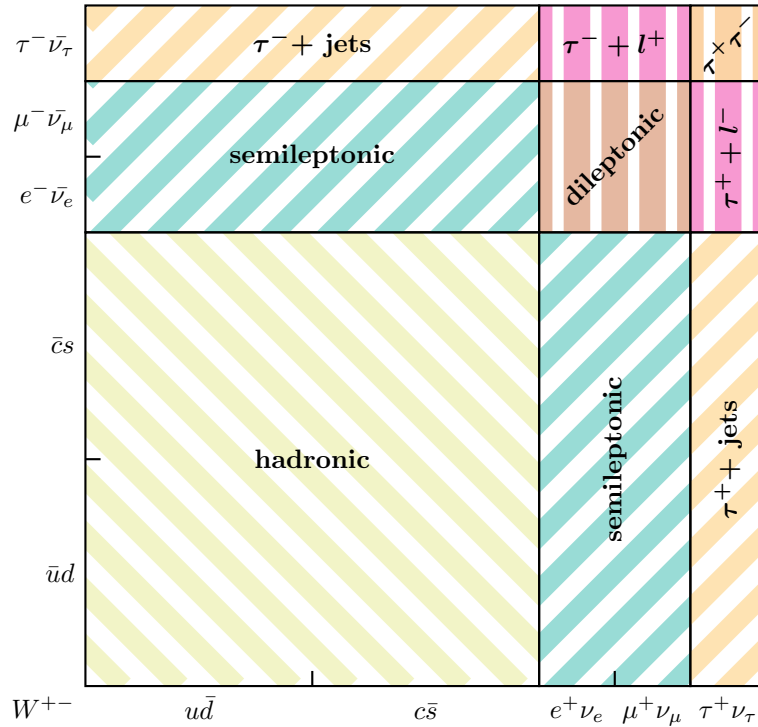 τ⁻ν̄_τ
τ⁻+ jets
τ⁻ + l⁺
τ⁺τ⁻
μ⁻ν̄_μ
semileptonic
dileptonic
τ⁺ + l⁻
e⁻ν̄_e
c̄s
hadronic
semileptonic
τ⁺+ jets
ūd
W⁺⁻
ud̄
cs̄
e⁺ν_e
μ⁺ν_μ
τ⁺ν_τ